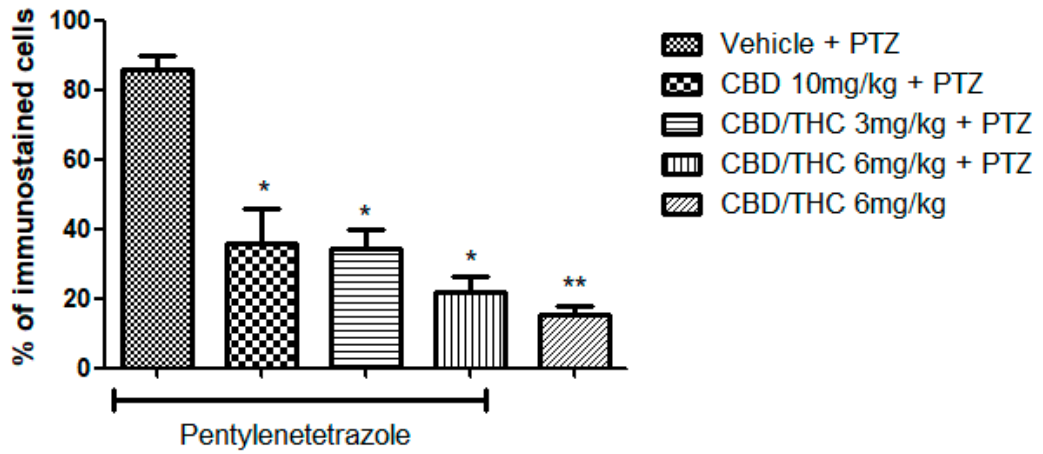 % of immunostained cells
100
80
60
40
20
0
*
*
*
**
Pentylenetetrazole
Vehicle + PTZ
CBD 10mg/kg + PTZ
CBD/THC 3mg/kg + PTZ
CBD/THC 6mg/kg + PTZ
CBD/THC 6mg/kg